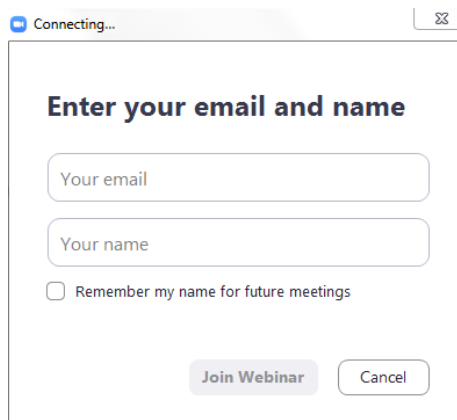 Connecting...
Enter your email and name
Your email
Your name
Remember my name for future meetings
Join Webinar
Cancel